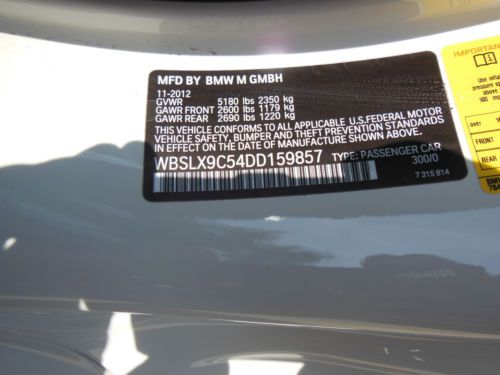 MFD BY BMW M GMBH
11-2012
GVWR 5180 lbs 2350 kg
GAWR FRONT 2600 lbs 1179 kg
GAWR REAR 2690 lbs 1220 kg
THIS VEHICLE CONFORMS TO ALL APPLICABLE U.S.FEDERAL MOTOR
VEHICLE SAFETY, BUMPER AND THEFT PREVENTION STANDARDS
IN EFFECT ON THE DATE OF MANUFACTURE SHOWN ABOVE.
WBSLX9C54DD159857 TYPE: PASSENGER CAR
300/0
7 315 814
Important